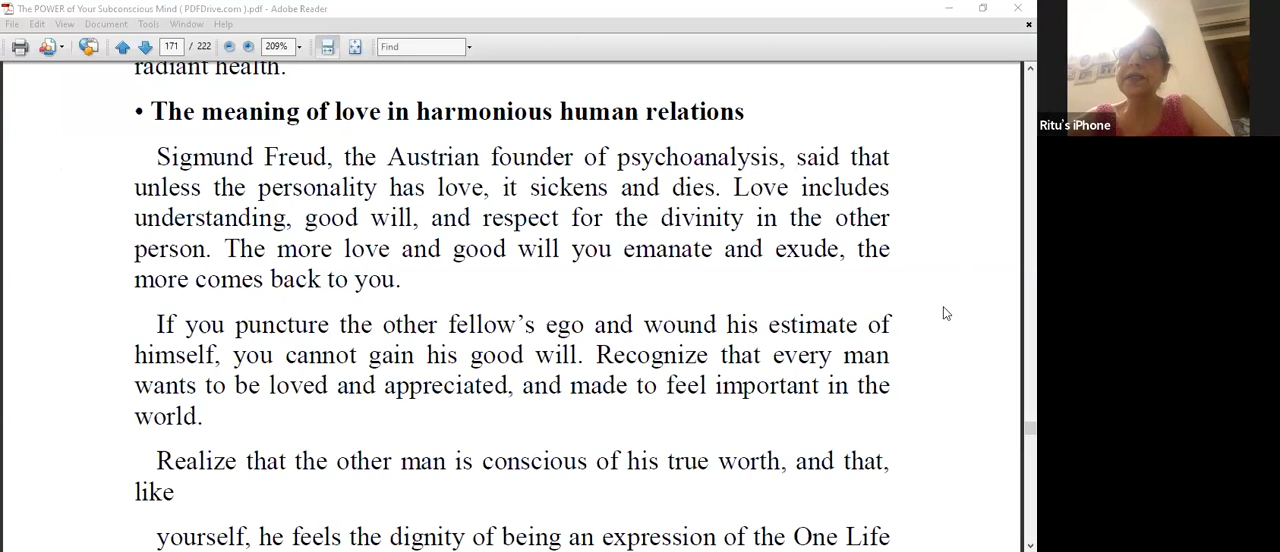 The POWER of Your Subconscious Mind ( PDFDrive.com ).pdf - Adobe Reader
File Edit View Document Tools Window Help
171 / 222 209% Find
radiant health.
• The meaning of love in harmonious human relations
Sigmund Freud, the Austrian founder of psychoanalysis, said that
unless the personality has love, it sickens and dies. Love includes
understanding, good will, and respect for the divinity in the other
person. The more love and good will you emanate and exude, the
more comes back to you.
If you puncture the other fellow’s ego and wound his estimate of
himself, you cannot gain his good will. Recognize that every man
wants to be loved and appreciated, and made to feel important in the
world.
Realize that the other man is conscious of his true worth, and that,
like
yourself, he feels the dignity of being an expression of the One Life
Ritu's iPhone